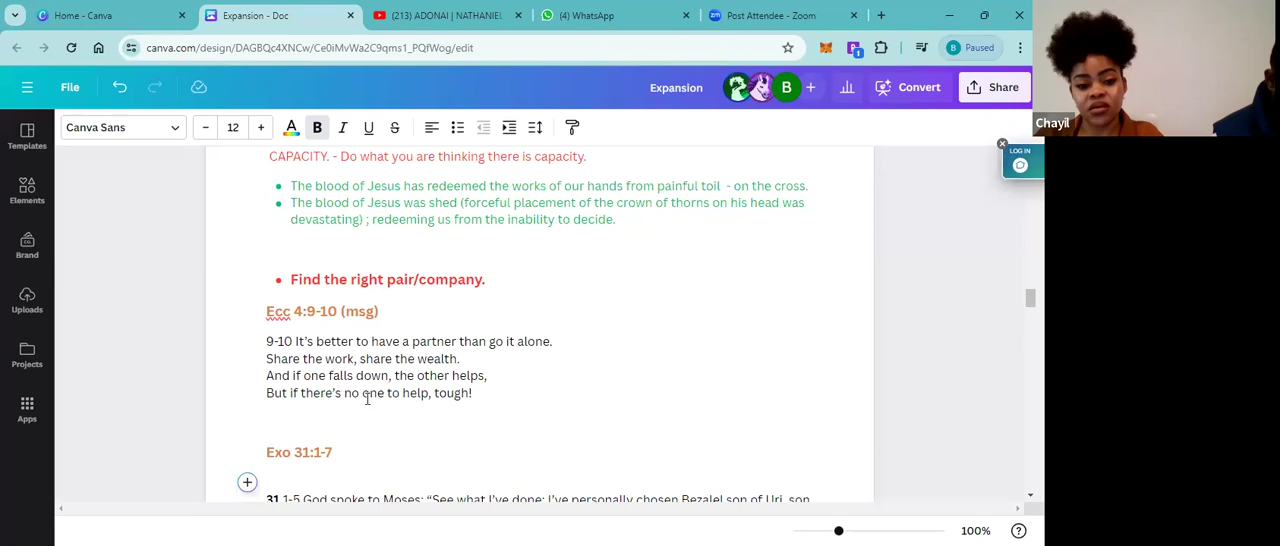 Home - Canva
Expansion - Doc
(213) ADONAI | NATHANIEL
(4) WhatsApp
Post Attendee - Zoom
canva.com/design/DAGBQc4XNCw/Ce0iMvWa2C9qms1_PQfWog/edit
1
B Paused
File
Expansion
B
Convert
Share
Chayil
LOG IN
Canva Sans
12
A B I U S
Templates
Elements
Brand
Uploads
Projects
Apps
CAPACITY. - Do what you are thinking there is capacity.
The blood of Jesus has redeemed the works of our hands from painful toil - on the cross.
The blood of Jesus was shed (forceful placement of the crown of thorns on his head was
devastating) ; redeeming us from the inability to decide.
Find the right pair/company.
Ecc 4:9-10 (msg)
9-10 It’s better to have a partner than go it alone.
Share the work, share the wealth.
And if one falls down, the other helps,
But if there’s no one to help, tough!
Exo 31:1-7
31 1-5 God spoke to Moses: “See what I’ve done; I’ve personally chosen Bezalel son of Uri, son
100%